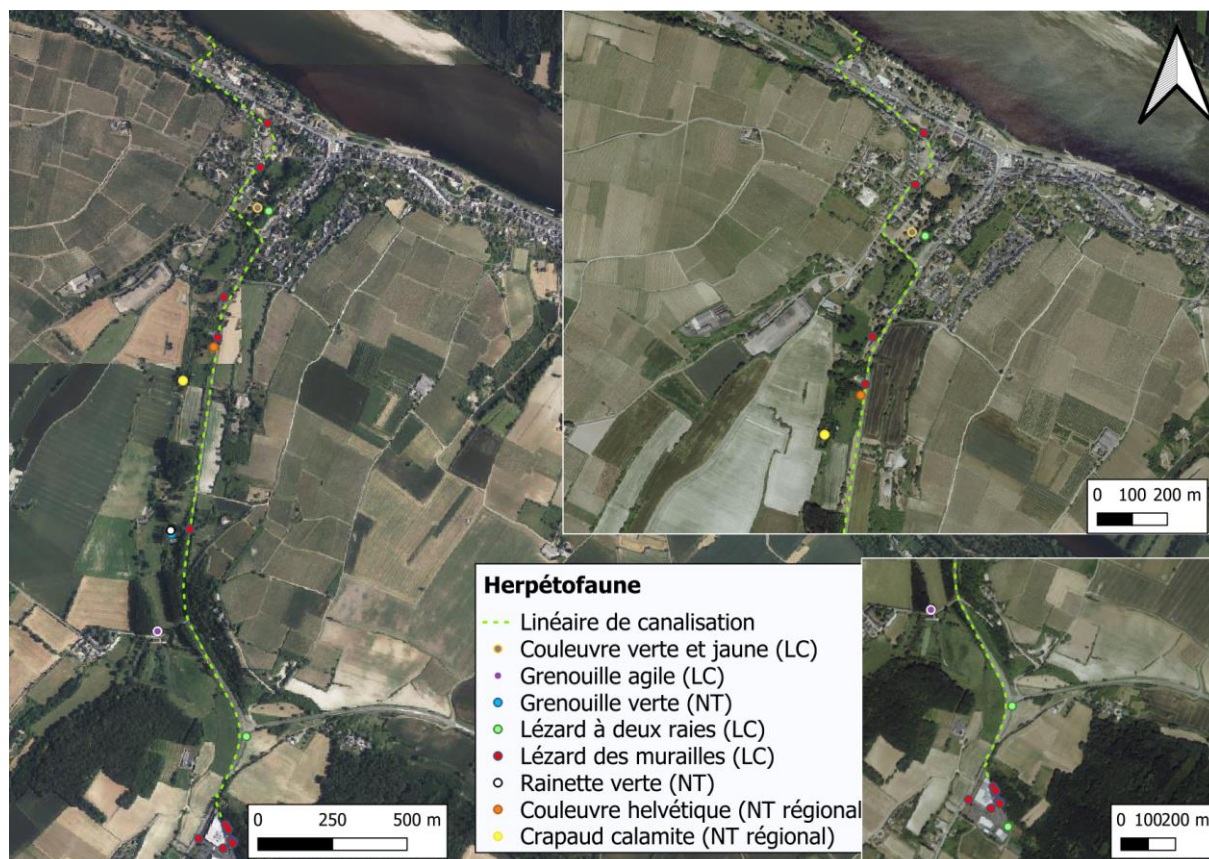 0 100 200 m
Herpétofaune
Linéaire de canalisation
Couleuvre verte et jaune (LC)
Grenouille agile (LC)
Grenouille verte (NT)
Lézard à deux raies (LC)
Lézard des murailles (LC)
Rainette verte (NT)
Couleuvre helvétique (NT régional
Crapaud calamite (NT régional)
0 250 500 m
0 100200 m